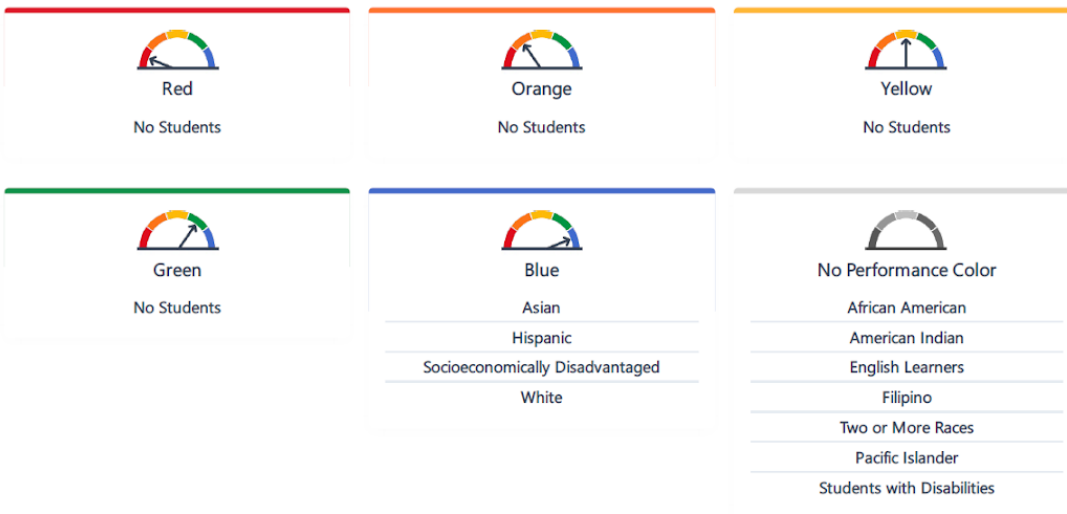 Red
No Students
Orange
No Students
Yellow
No Students
Green
No Students
Blue
Asian
Hispanic
Socioeconomically Disadvantaged
White
No Performance Color
African American
American Indian
English Learners
Filipino
Two or More Races
Pacific Islander
Students with Disabilities